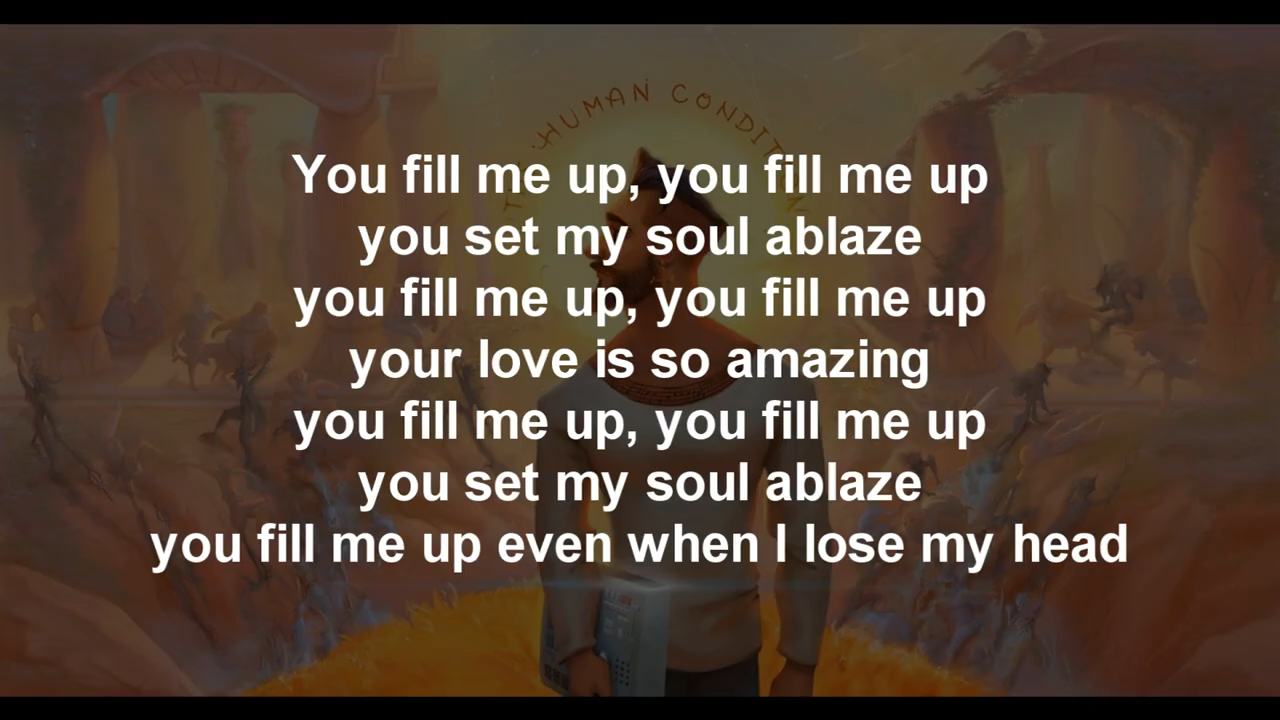 THE HUMAN CONDITION
You fill me up, you fill me up
you set my soul ablaze
you fill me up, you fill me up
your love is so amazing
you fill me up, you fill me up
you set my soul ablaze
you fill me up even when I lose my head